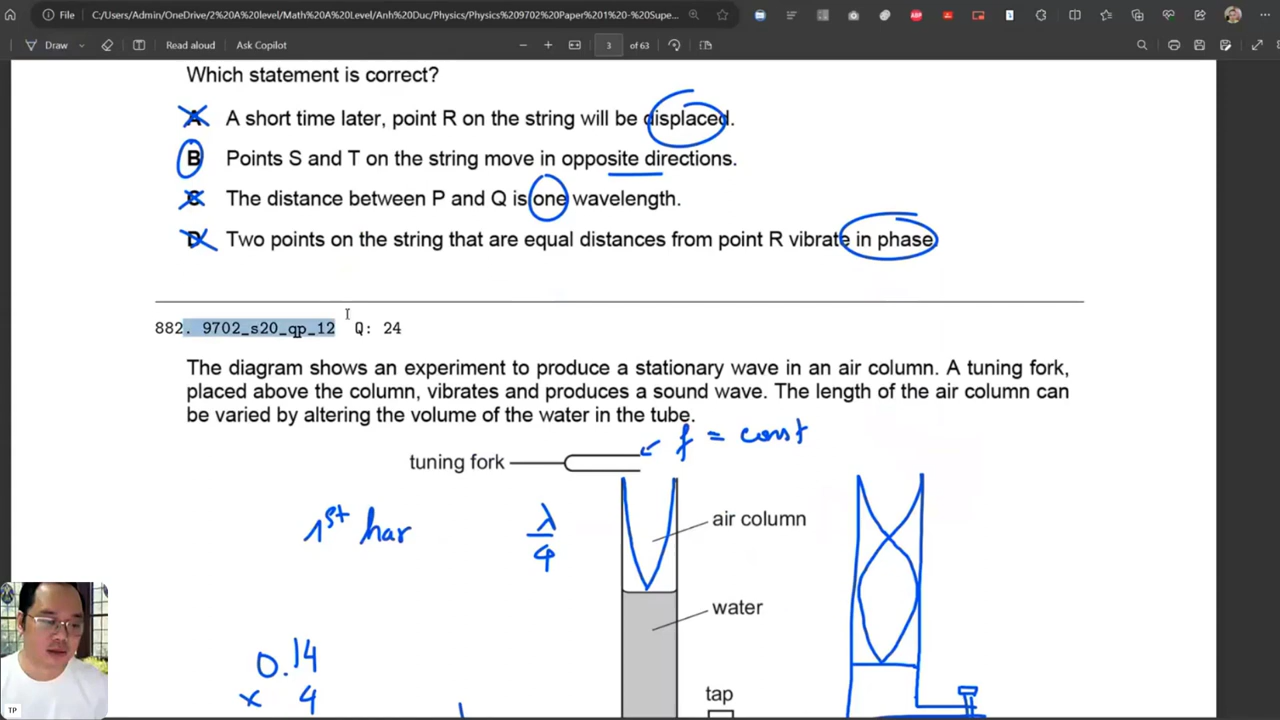 File
C:/Users/Admin/OneDrive/2%20A%20level/Math%20A%20Level/Anh%20Duc/Physics/Physics%209702%20Paper%201%20-%20Supe...
Draw
Read aloud
Ask Copilot
3 of 63
Which statement is correct?
A A short time later, point R on the string will be displaced.
B Points S and T on the string move in opposite directions.
C The distance between P and Q is one wavelength.
D Two points on the string that are equal distances from point R vibrate in phase.
882. 9702_s20_qp_12 Q: 24
The diagram shows an experiment to produce a stationary wave in an air column. A tuning fork,
placed above the column, vibrates and produces a sound wave. The length of the air column can
be varied by altering the volume of the water in the tube.
f = const
tuning fork
1st har
λ
4
air column
water
0.14
x 4
tap
TP